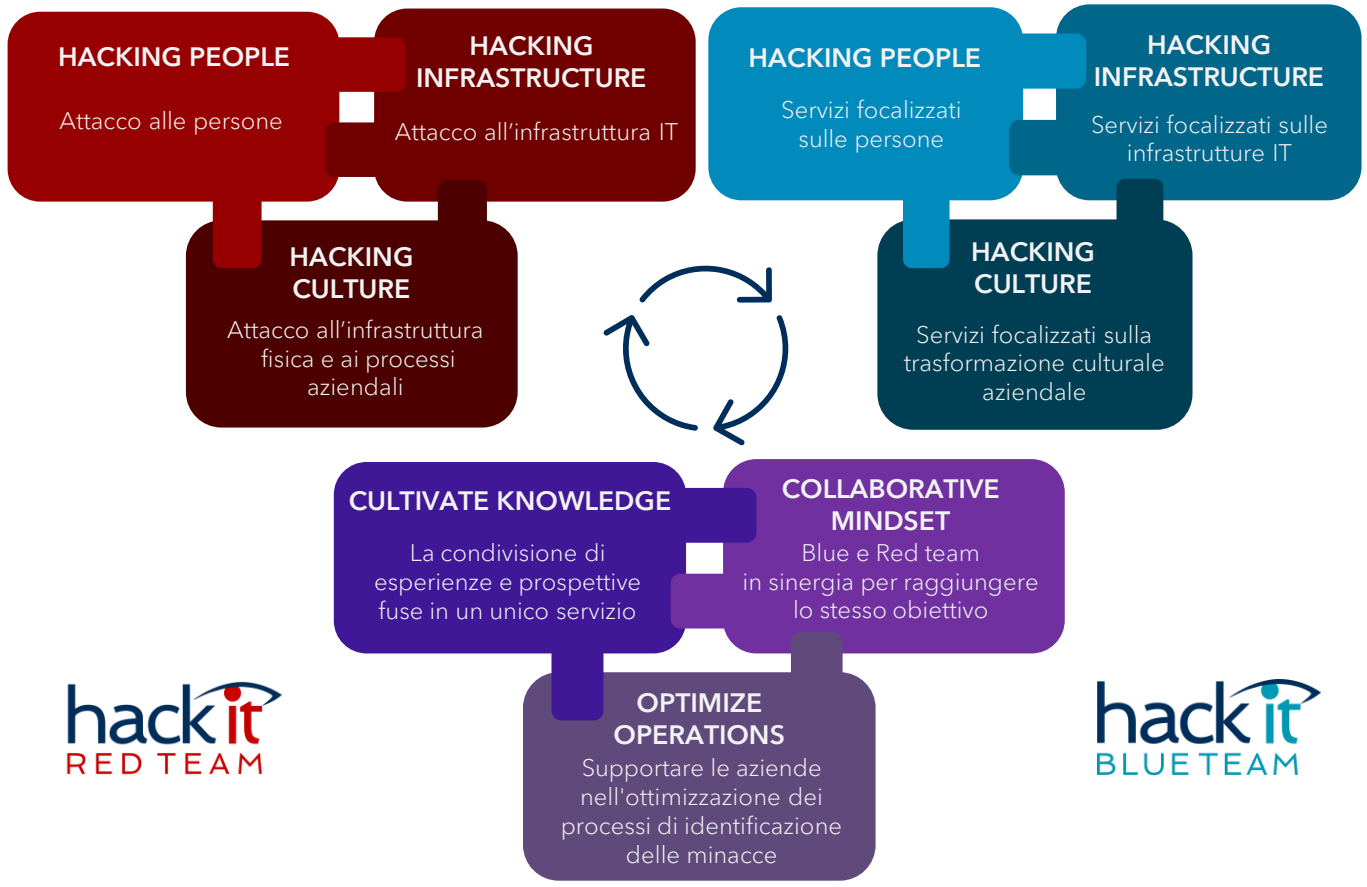 HACKING PEOPLE
Attacco alle persone
HACKING
INFRASTRUCTURE
Attacco all'infrastruttura IT
HACKING
CULTURE
Attacco all'infrastruttura
fisica e ai processi
aziendali
HACKING PEOPLE
Servizi focalizzati
sulle persone
HACKING
INFRASTRUCTURE
Servizi focalizzati sulle
infrastrutture IT
HACKING
CULTURE
Servizi focalizzati sulla
trasformazione culturale
aziendale
CULTIVATE KNOWLEDGE
La condivisione di
esperienze e prospettive
fuse in un unico servizio
COLLABORATIVE
MINDSET
Blue e Red team
in sinergia per raggiungere
lo stesso obiettivo
OPTIMIZE
OPERATIONS
Supportare le aziende
nell'ottimizzazione dei
processi di identificazione
delle minacce
hack it
RED TEAM
hack it
BLUE TEAM